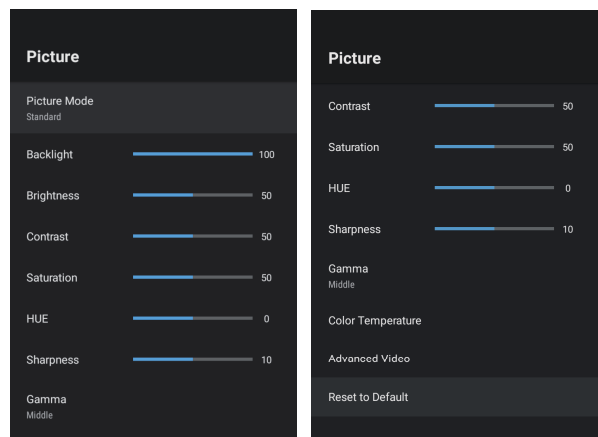 Picture
Picture Mode
Standard
Backlight 100
Brightness 50
Contrast 50
Saturation 50
HUE 0
Sharpness 10
Gamma
Middle
Picture
Contrast 50
Saturation 50
HUE 0
Sharpness 10
Gamma
Middle
Color Temperature
Advanced Video
Reset to Default